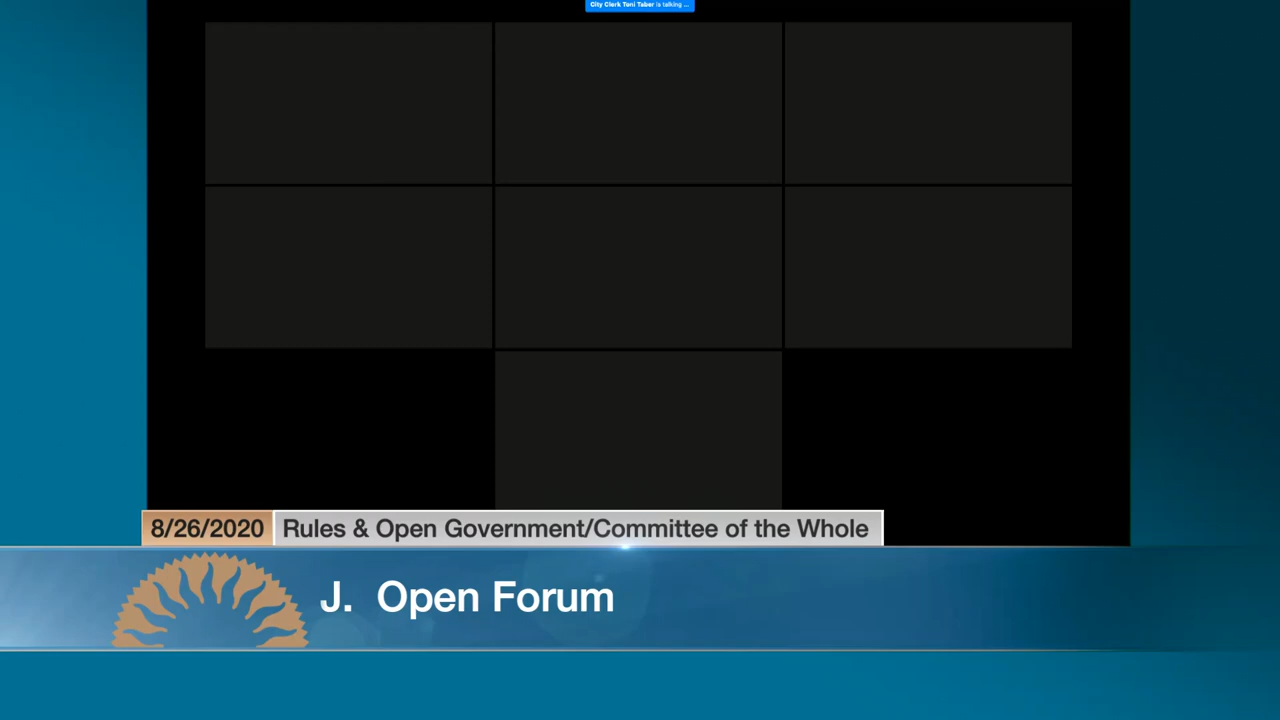 City Clerk Toni Taber is talking ...
8/26/2020 Rules & Open Government/Committee of the Whole
J. Open Forum